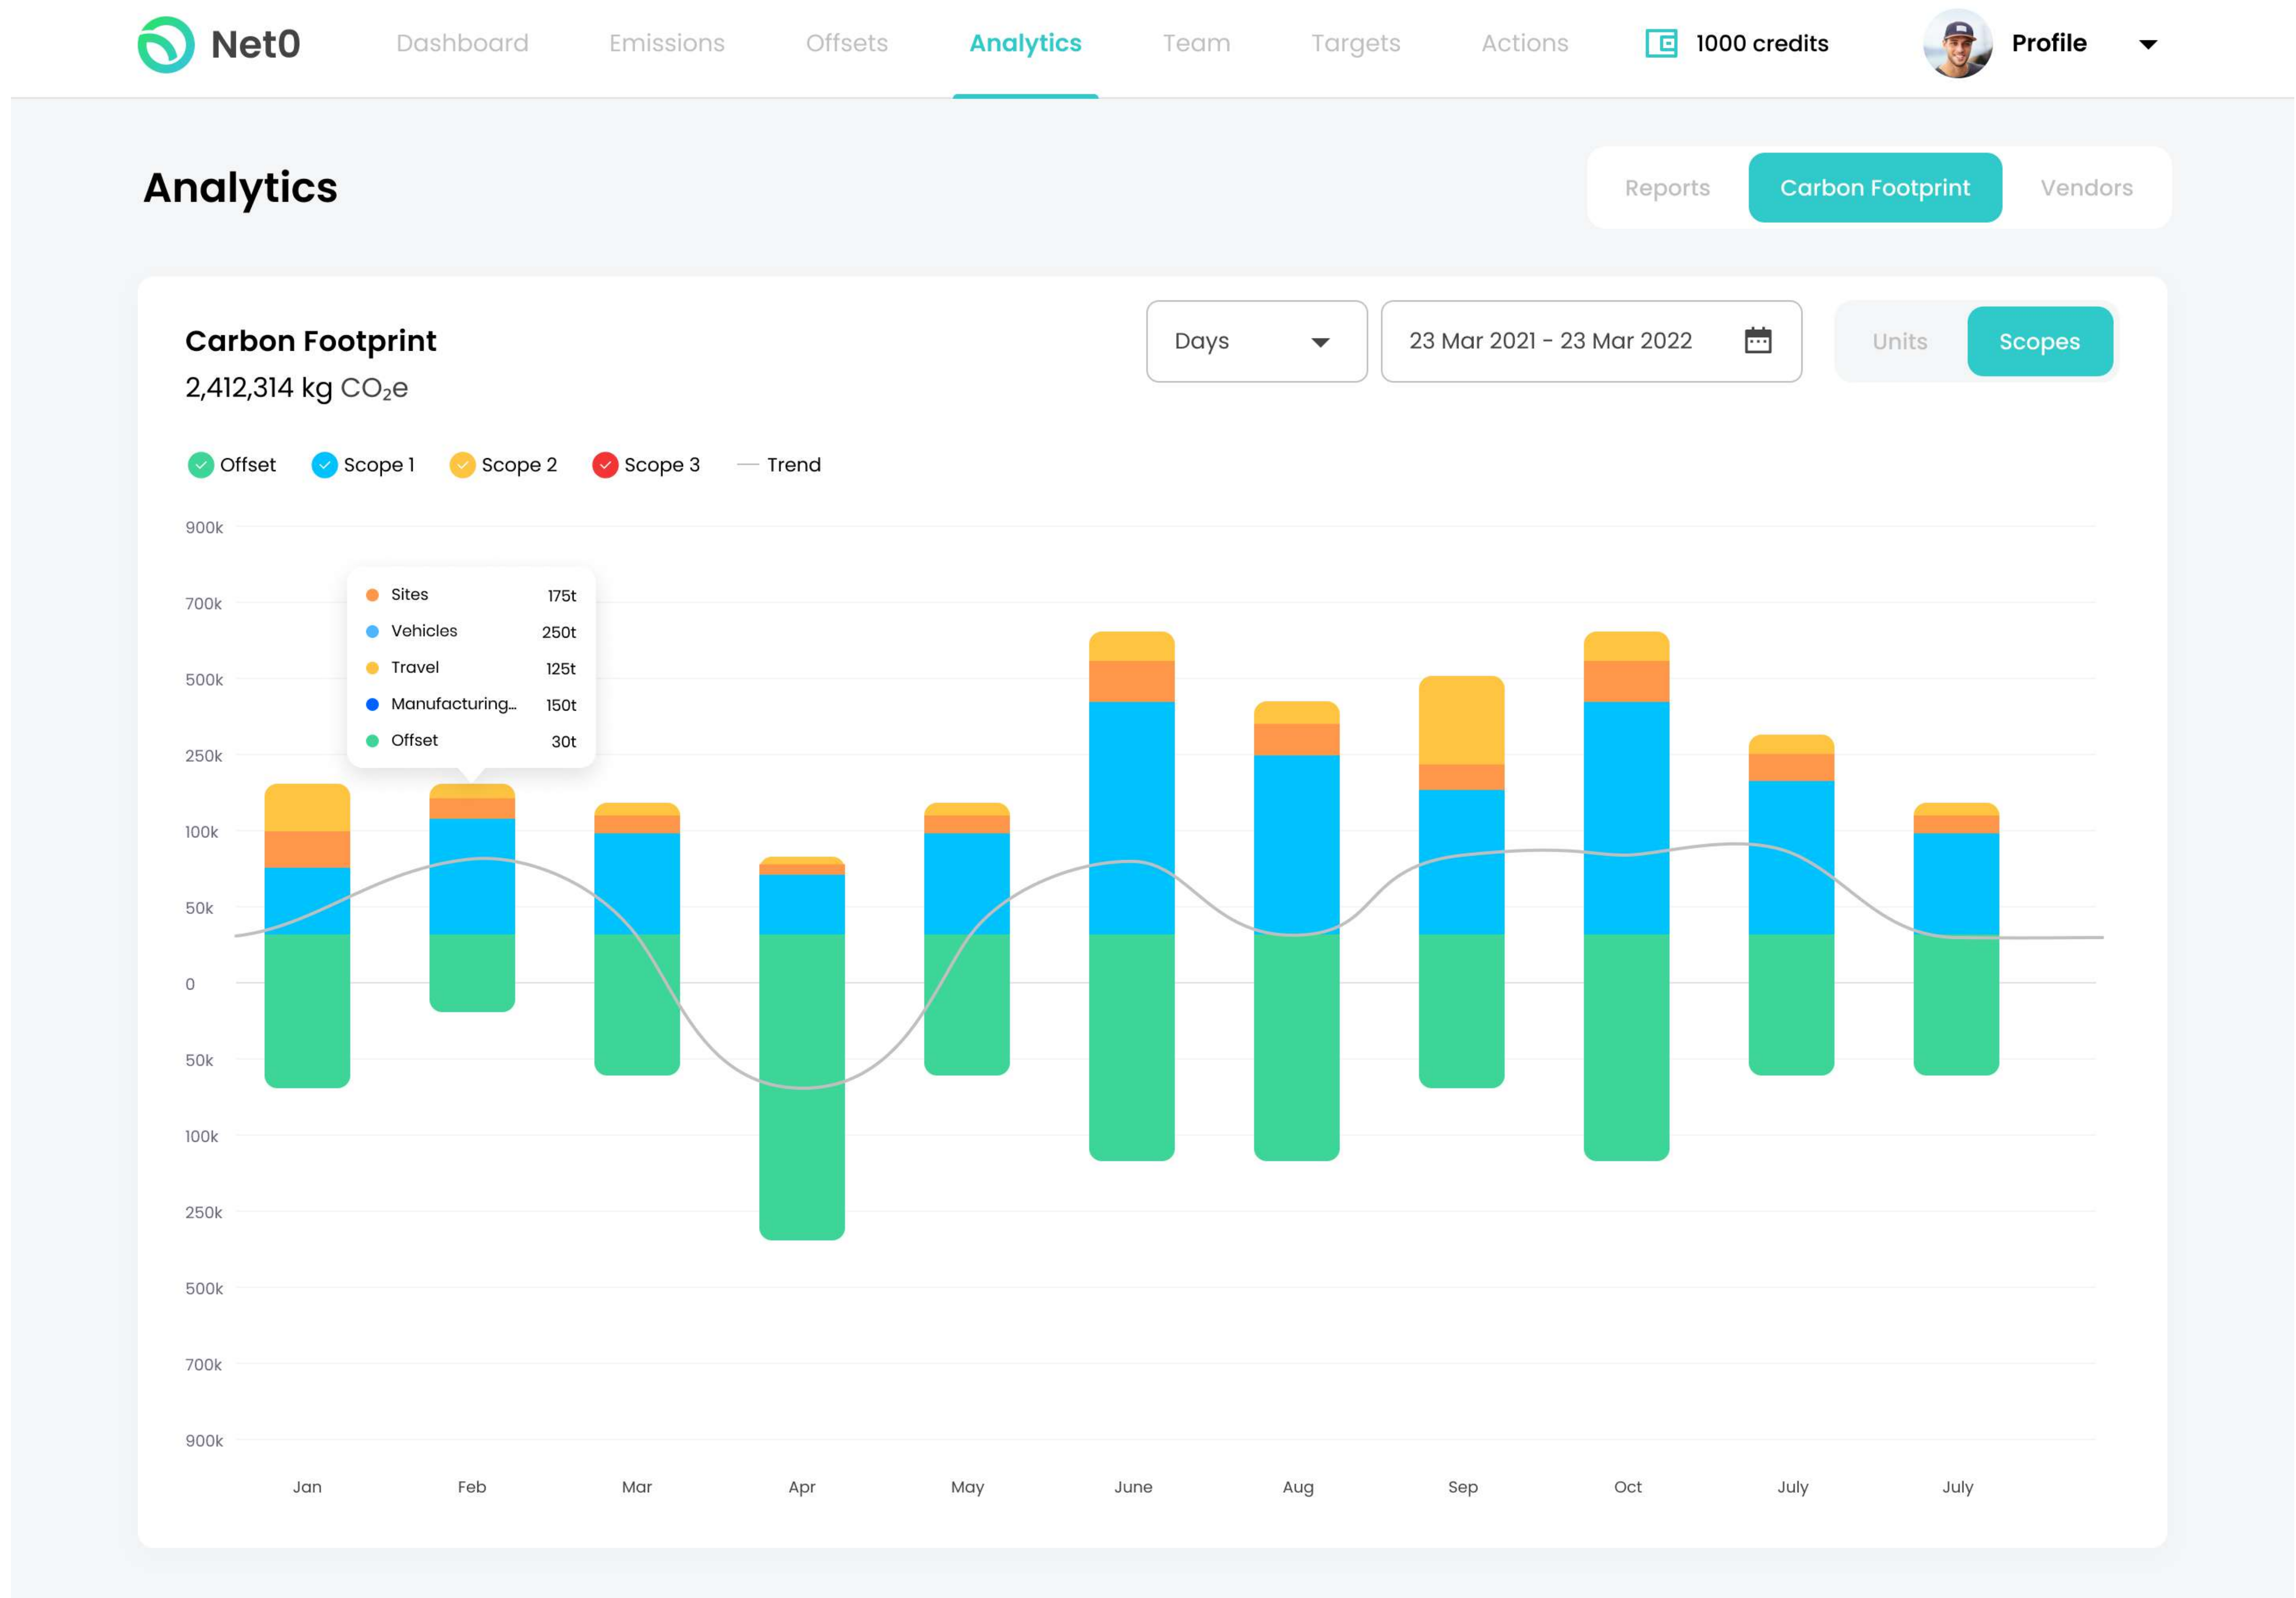 Net0 Dashboard Emissions Offsets Analytics Team Targets Actions 1000 credits Profile
Analytics
Reports Carbon Footprint Vendors
Carbon Footprint
2,412,314 kg CO₂e
Days 23 Mar 2021 - 23 Mar 2022 Units Scopes
Offset Scope 1 Scope 2 Scope 3 Trend
900k
700k
500k
250k
100k
50k
0
50k
100k
250k
500k
700k
900k
Sites 175t
Vehicles 250t
Travel 125t
Manufacturing... 150t
Offset 30t
Jan Feb Mar Apr May June Aug Sep Oct July July